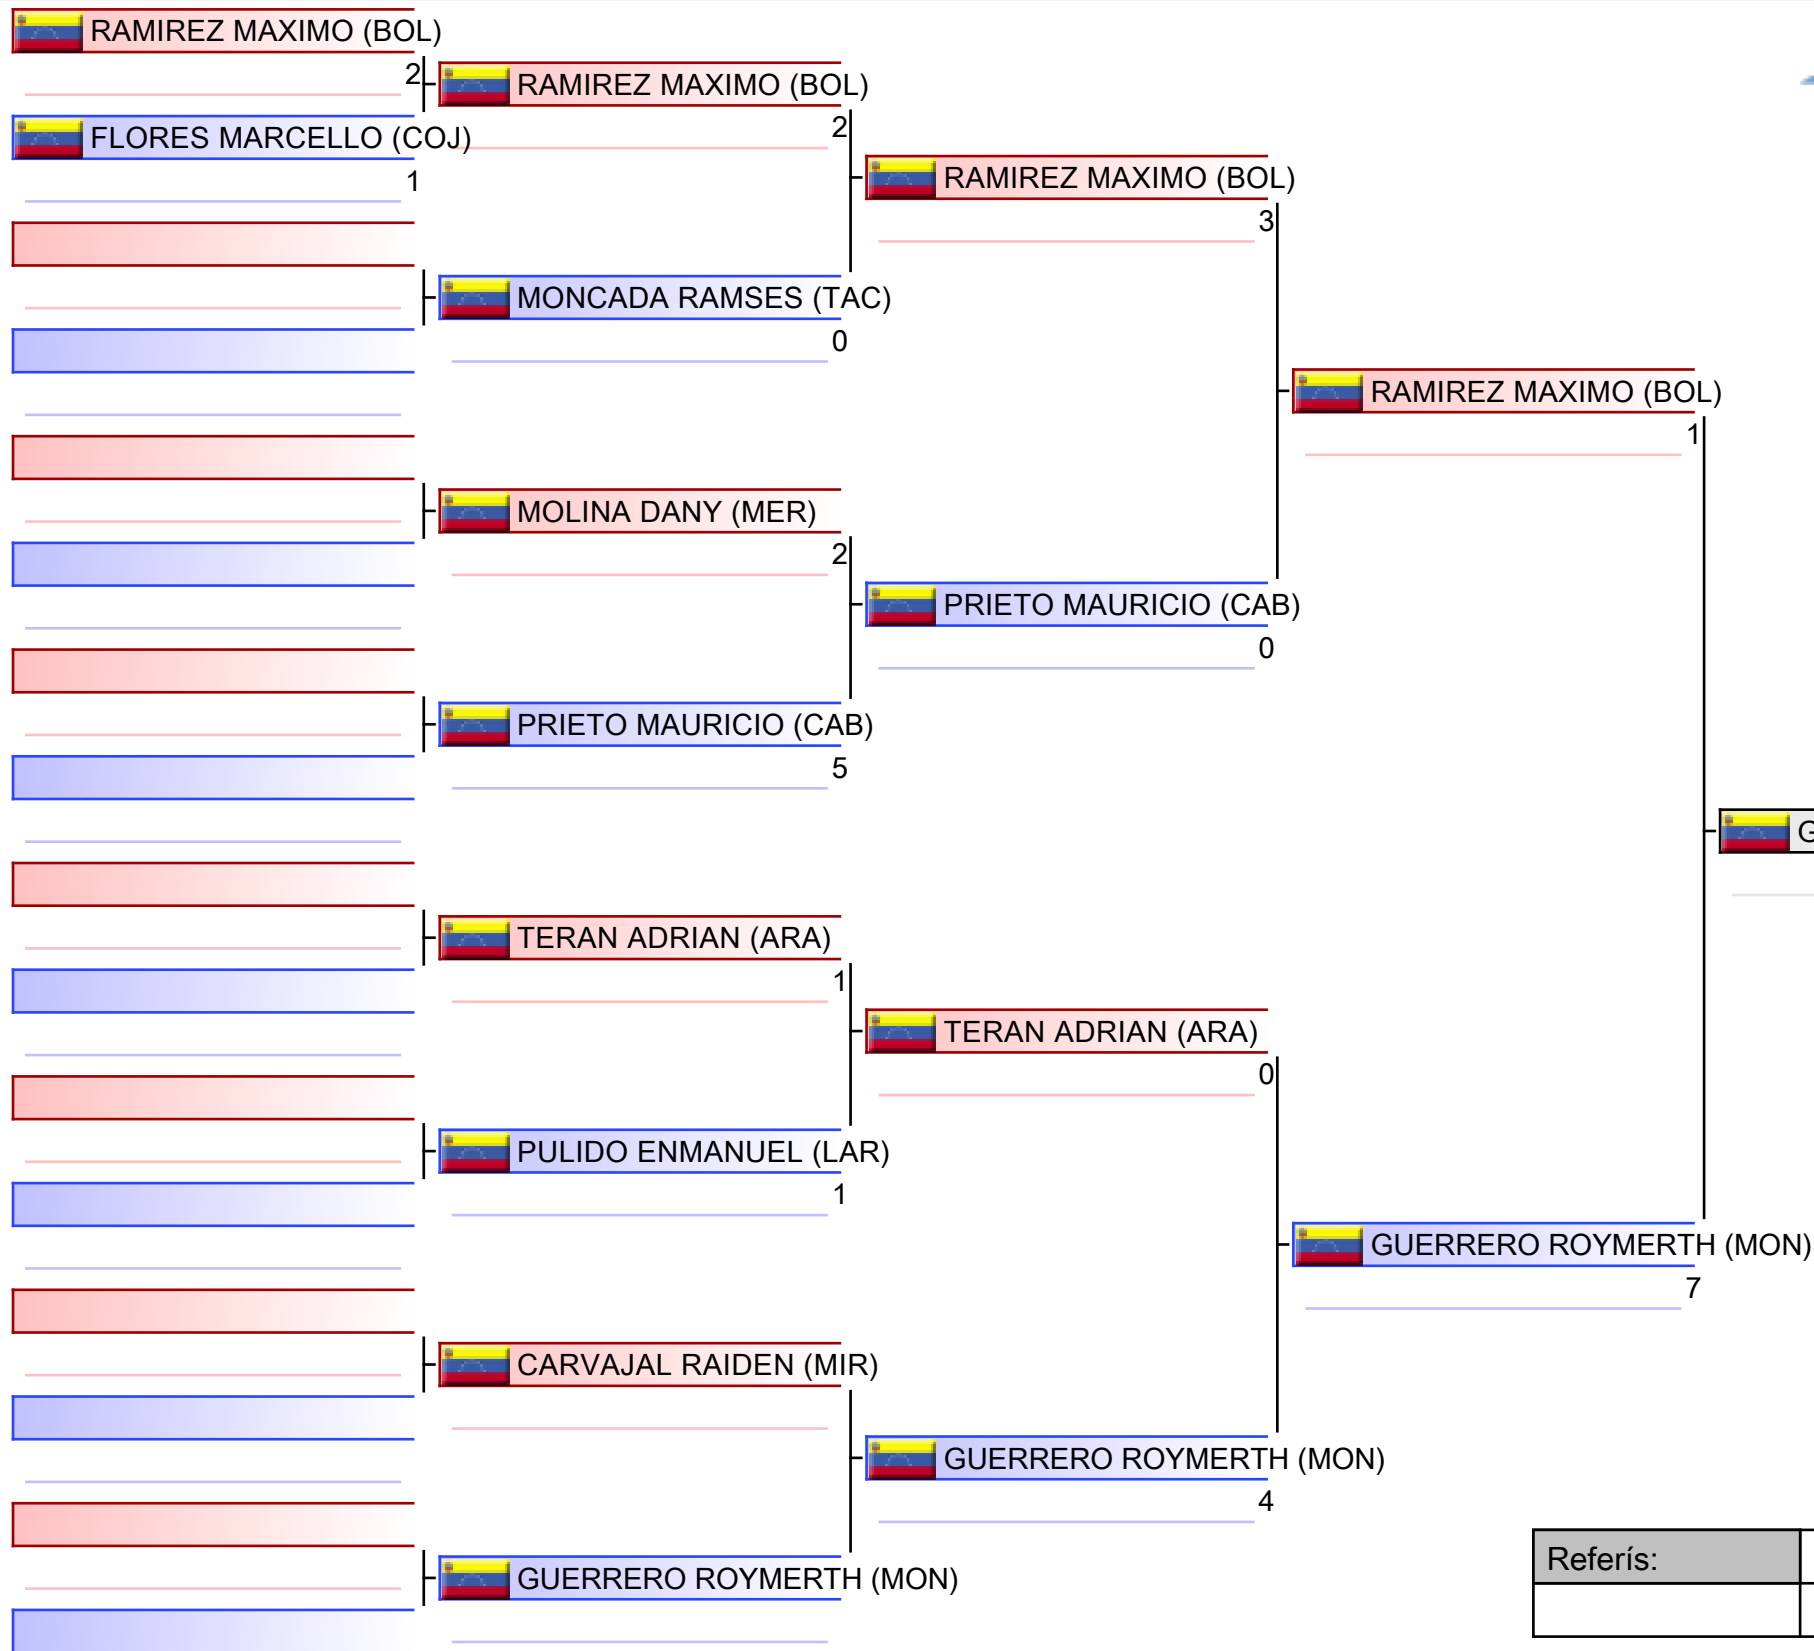 RAMIREZ MAXIMO (BOL)
2
FLORES MARCELLO (COJ)
1
RAMIREZ MAXIMO (BOL)
2
MONCADA RAMSES (TAC)
0
MOLINA DANY (MER)
2
PRIETO MAURICIO (CAB)
5
TERAN ADRIAN (ARA)
1
PULIDO ENMANUEL (LAR)
1
CARVAJAL RAIDEN (MIR)
GUERRERO ROYMERTH (MON)
RAMIREZ MAXIMO (BOL)
3
PRIETO MAURICIO (CAB)
0
TERAN ADRIAN (ARA)
0
GUERRERO ROYMERTH (MON)
4
RAMIREZ MAXIMO (BOL)
1
GUERRERO ROYMERTH (MON)
7
G
Referís: